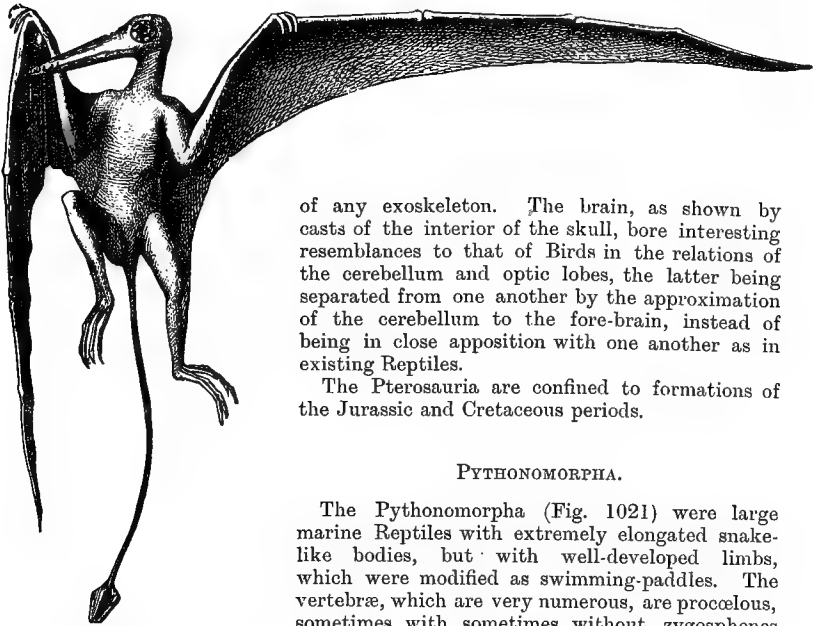 of any exoskeleton. The brain, as shown by
casts of the interior of the skull, bore interesting
resemblances to that of Birds in the relations of
the cerebellum and optic lobes, the latter being
separated from one another by the approximation
of the cerebellum to the fore-brain, instead of
being in close apposition with one another as in
existing Reptiles.
The Pterosauria are confined to formations of
the Jurassic and Cretaceous periods.
PYTHONOMORPHA.
The Pythonomorpha (Fig. 1021) were large
marine Reptiles with extremely elongated snake-
like bodies, but with well-developed limbs,
which were modified as swimming-paddles. The
vertebræ, which are very numerous, are procœlous,
sometimes with sometimes without zygosphenes